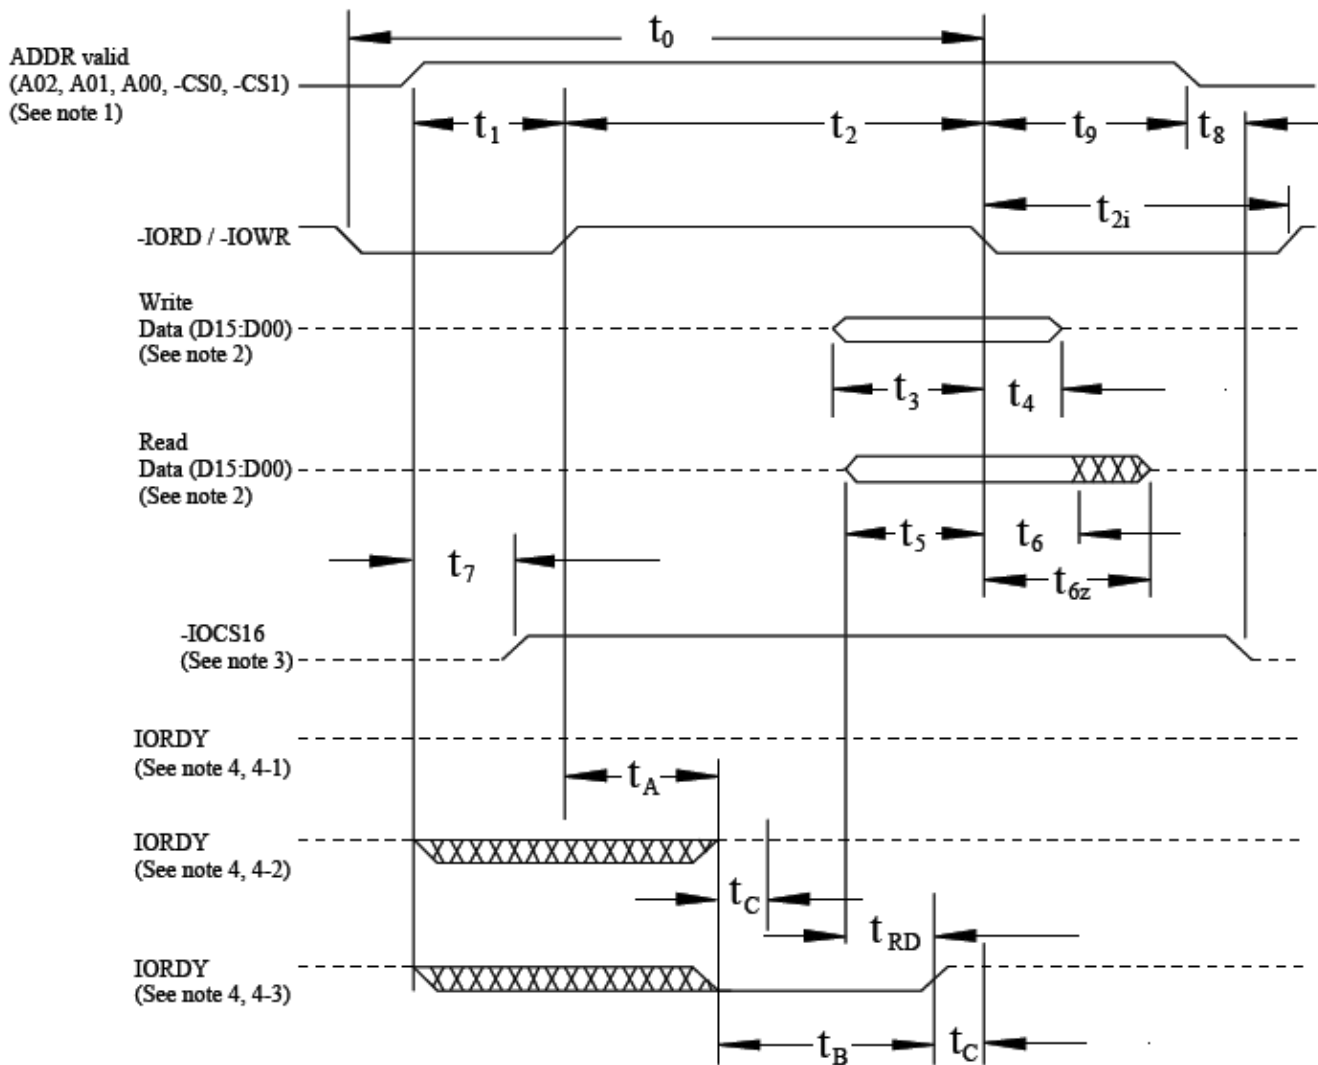 t0
ADDR valid
(A02, A01, A00, -CS0, -CS1)
(See note 1)
t1
t2
t9
t8
t2i
-IORD / -IOWR
Write
Data (D15:D00)
(See note 2)
t3
t4
Read
Data (D15:D00)
(See note 2)
t5
t6
t7
t6z
-IOCS16
(See note 3)
IORDY
(See note 4, 4-1)
tA
IORDY
(See note 4, 4-2)
tC
tRD
IORDY
(See note 4, 4-3)
tB
tC